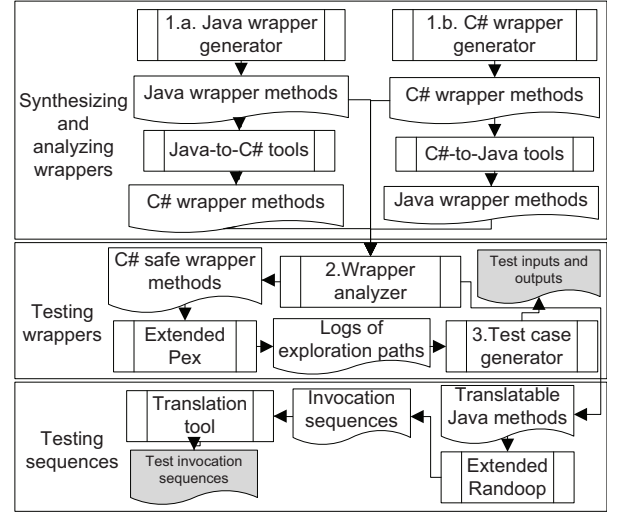 Synthesizing
and
analyzing
wrappers
1.a. Java wrapper
generator
1.b. C# wrapper
generator
Java wrapper methods
C# wrapper methods
Java-to-C# tools
C#-to-Java tools
C# wrapper methods
Java wrapper methods
Testing
wrappers
C# safe wrapper
methods
2.Wrapper
analyzer
Test inputs and
outputs
Extended
Pex
Logs of
exploration paths
3.Test case
generator
Testing
sequences
Translation
tool
Invocation
sequences
Translatable
Java methods
Test invocation
sequences
Extended
Randoop